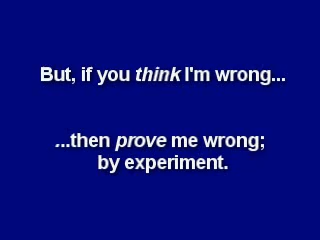 But, if you think I'm wrong...
...then prove me wrong;
by experiment.